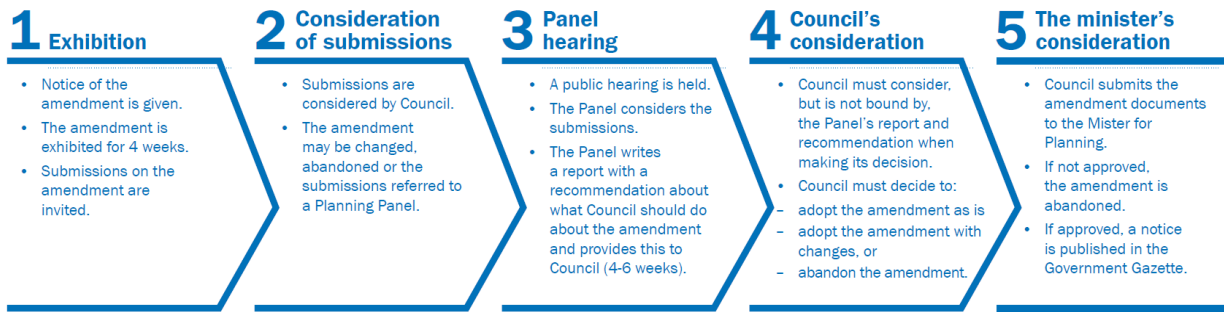 1 Exhibition
• Notice of the
amendment is given.
• The amendment is
exhibited for 4 weeks.
• Submissions on the
amendment are
invited.
2 Consideration
of submissions
• Submissions are
considered by Council.
• The amendment
may be changed,
abandoned or the
submissions referred to
a Planning Panel.
3 Panel
hearing
• A public hearing is held.
• The Panel considers the
submissions.
• The Panel writes
a report with a
recommendation about
what Council should do
about the amendment
and provides this to
Council (4-6 weeks).
4 Council’s
consideration
• Council must consider,
but is not bound by,
the Panel’s report and
recommendation when
making its decision.
• Council must decide to:
– adopt the amendment as is
– adopt the amendment with
changes, or
– abandon the amendment.
5 The minister’s
consideration
• Council submits the
amendment documents
to the Mister for
Planning.
• If not approved,
the amendment is
abandoned.
• If approved, a notice
is published in the
Government Gazette.